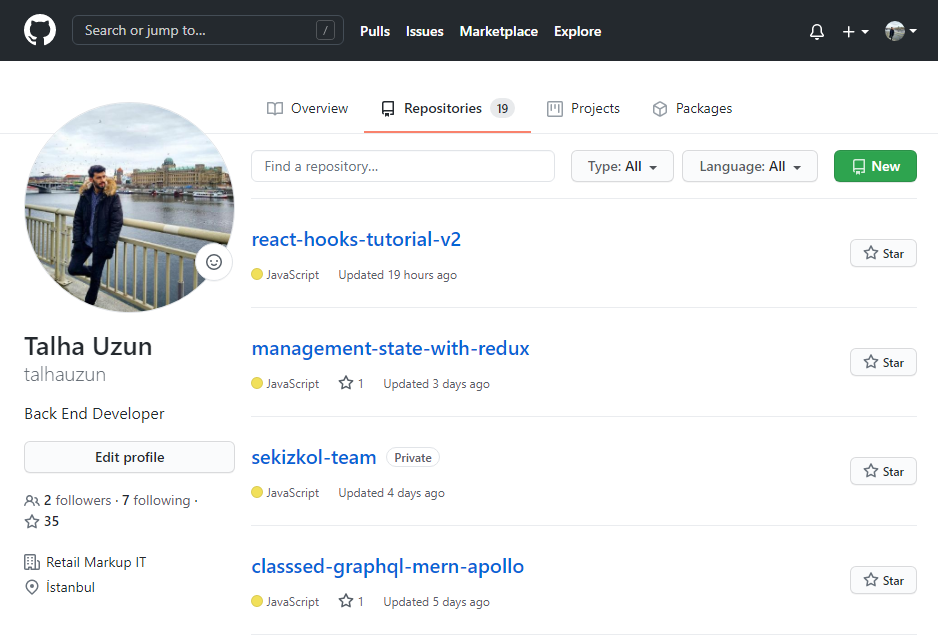 Search or jump to... /
Pulls Issues Marketplace Explore
Overview Repositories 19 Projects Packages
Find a repository... Type: All Language: All New
react-hooks-tutorial-v2
Star
JavaScript Updated 19 hours ago
management-state-with-redux
Star
JavaScript 1 Updated 3 days ago
sekizkol-team Private
Star
JavaScript Updated 4 days ago
classsed-graphql-mern-apollo
Star
JavaScript 1 Updated 5 days ago
Talha Uzun
talhauzun
Back End Developer
Edit profile
2 followers · 7 following ·
35
Retail Markup IT
İstanbul